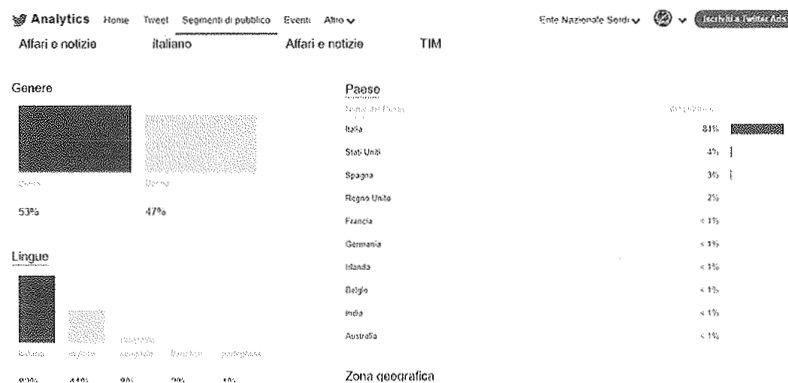 Analytics Home Tweet Segmenti di pubblico Eventi Altro Ente Nazionale Sordi Iscriviti a Twitter Ads
Affari e notizie italiano Affari e notizie TIM
Genere
53% 47%
Lingue
Paese
Italia 84%
Stati Uniti 4%
Spagna 3%
Regno Unito 2%
Francia < 1%
Germania < 1%
Irlanda < 1%
Belgio < 1%
India < 1%
Australia < 1%
Zona geografica